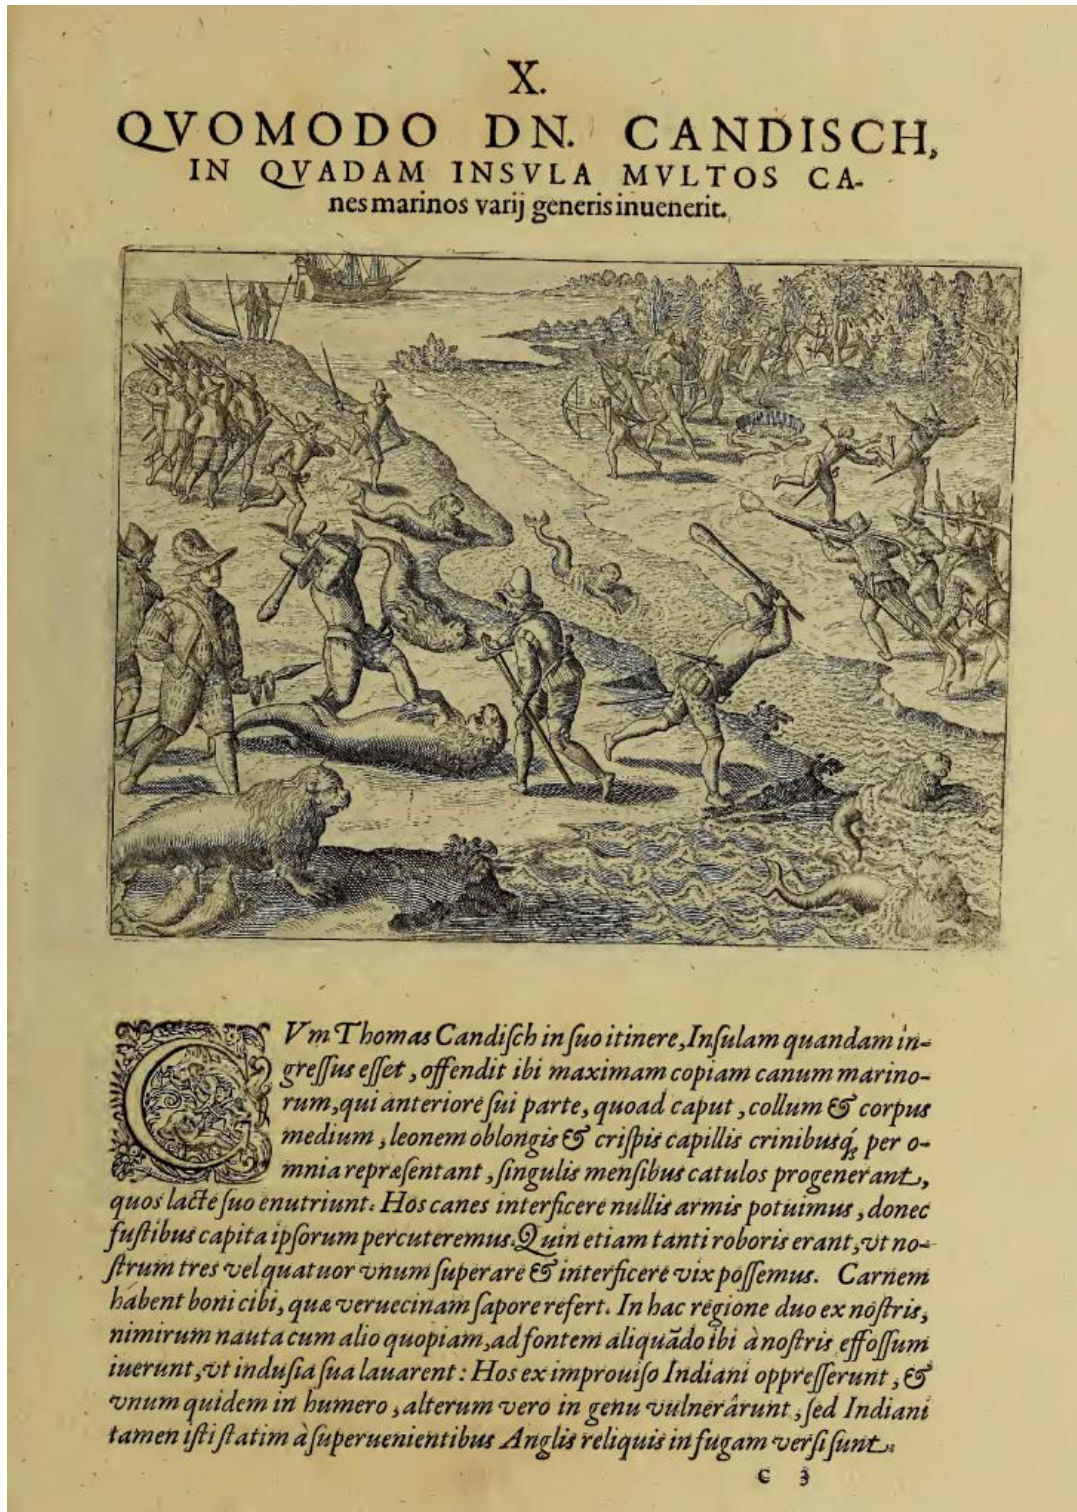 X.
QVOMODO DN. CANDISCH,
IN QVADAM INSVLA MVLTOS CA-
nes marinos varij generis inuenerit.
CVm Thomas Candiſch in ſuo itinere, Inſulam quandam in-
greſſus eſſet, offendit ibi maximam copiam canum marino-
rum, qui anteriore ſui parte, quoad caput, collum & corpus
medium, leonem oblongis & criſpis capillis crinibusq́; per o-
mnia repræſentant, ſingulis menſibus catulos progenerant,
quos lacte ſuo enutriunt. Hos canes interficere nullis armis potuimus, donec
fuſtibus capita ipſorum percuteremus. Quin etiam tanti roboris erant, vt no-
ſtrum tres vel quatuor vnum ſuperare & interficere vix poſſemus. Carnem
habent boni cibi, quæ veruecinam ſapore refert. In hac regione duo ex noſtris,
nimirum nauta cum alio quopiam, ad fontem aliquãdo ibi à noſtris effoſſum
iuerunt, vt induſia ſua lauarent: Hos ex improuiſo Indiani oppreſſerunt, &
vnum quidem in humero, alterum vero in genu vulnerârunt, ſed Indiani
tamen iſti ſtatim à ſuperuenientibus Anglis reliquis in fugam verſi ſunt.
C 3